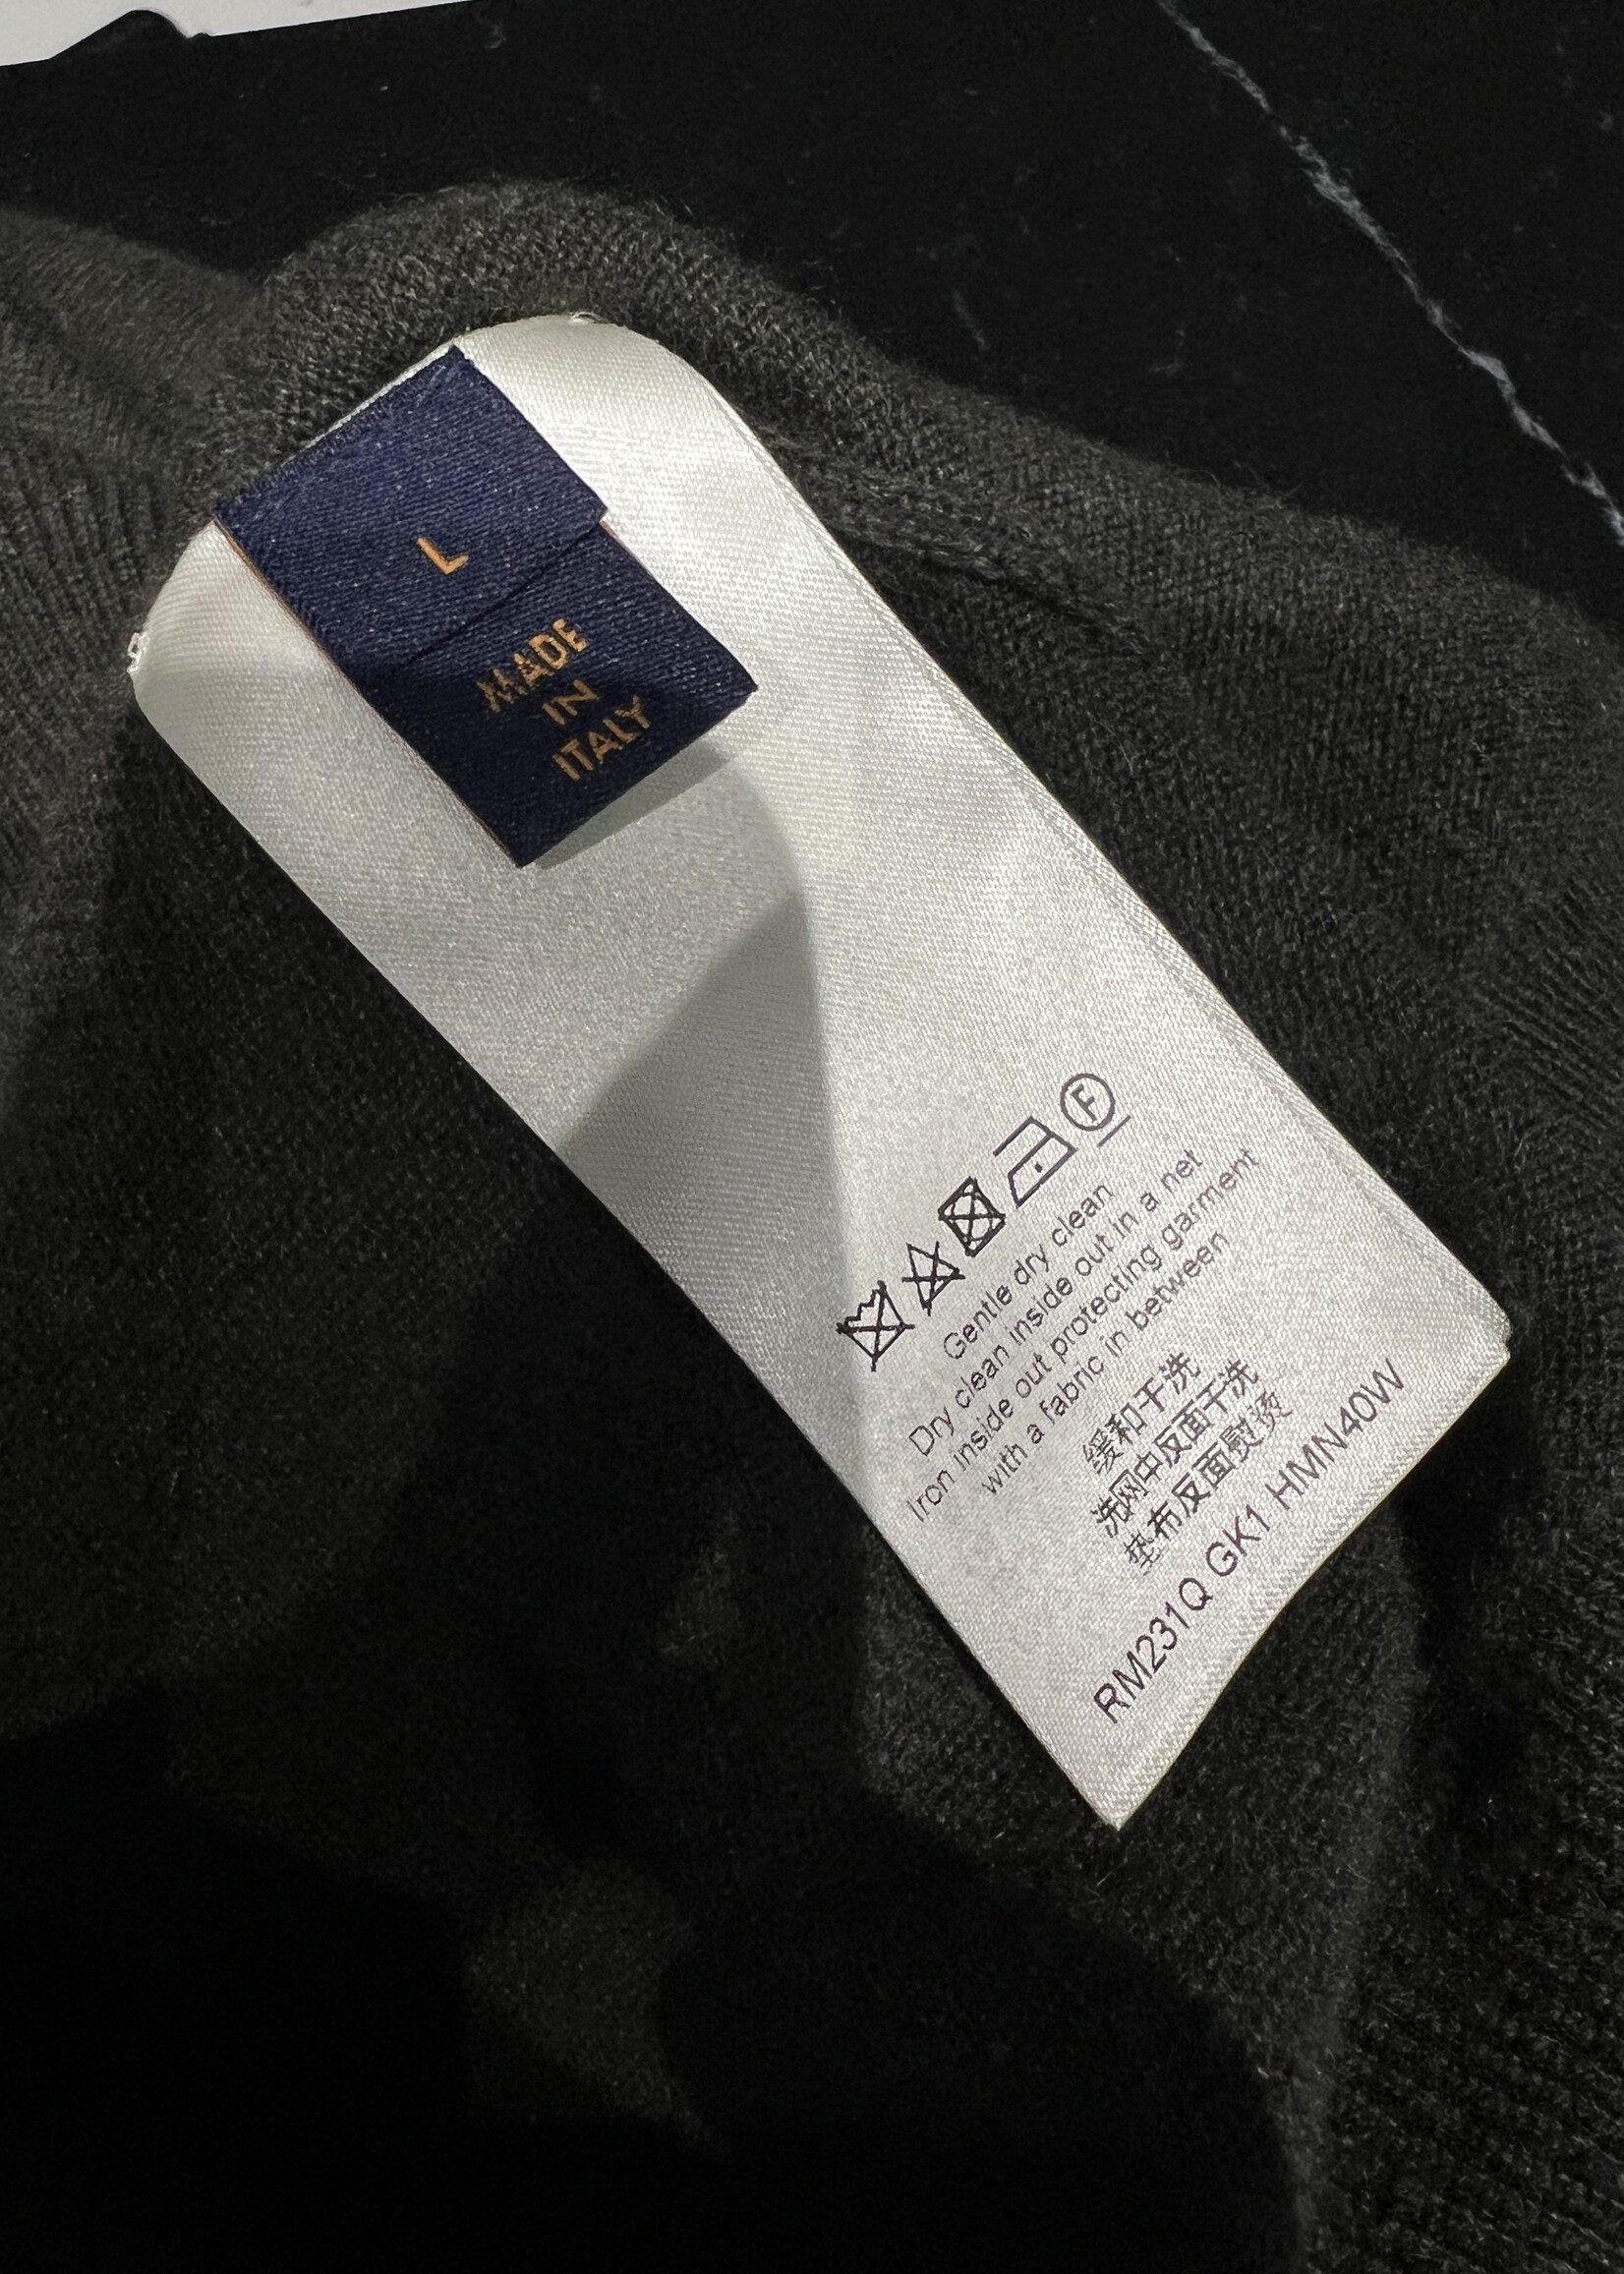 L
MADE
IN
ITALY
F
Gentle dry clean
Dry clean inside out in a net
Iron inside out protecting garment
with a fabric in between
缓和干洗
洗网中反面干洗
垫布反面熨烫
RM231Q GK1 HMN40W